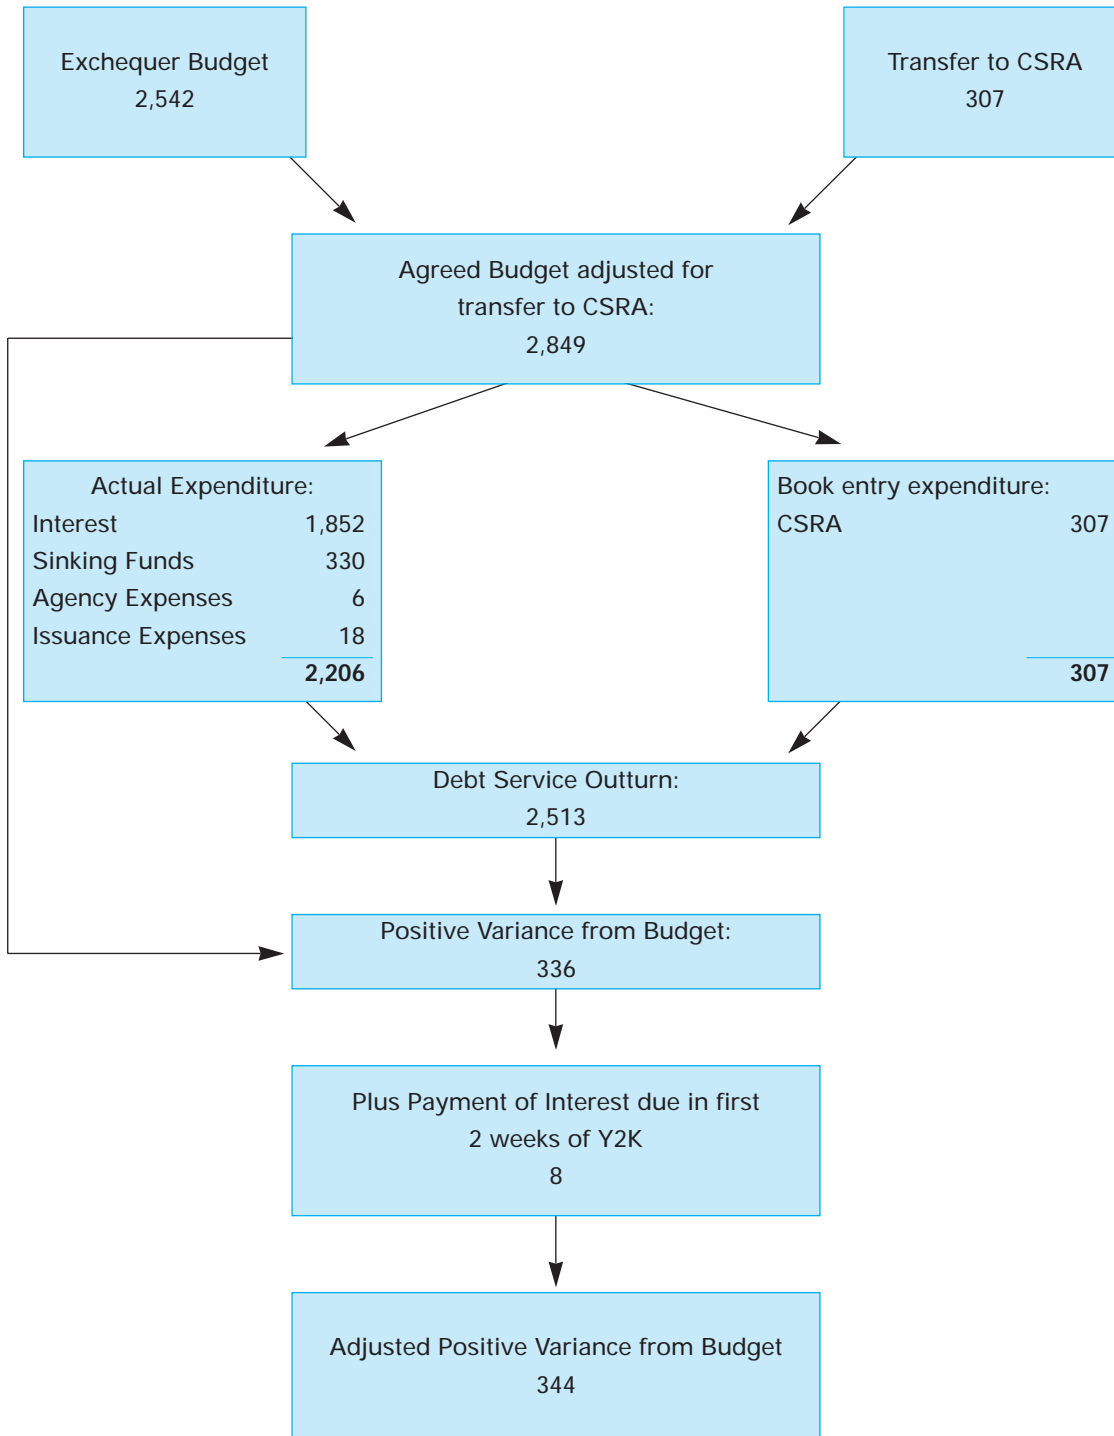 Exchequer Budget
2,542
Transfer to CSRA
307
Agreed Budget adjusted for
transfer to CSRA:
2,849
Actual Expenditure:
Interest 1,852
Sinking Funds 330
Agency Expenses 6
Issuance Expenses 18
2,206
Book entry expenditure:
CSRA 307
307
Debt Service Outturn:
2,513
Positive Variance from Budget:
336
Plus Payment of Interest due in first
2 weeks of Y2K
8
Adjusted Positive Variance from Budget
344